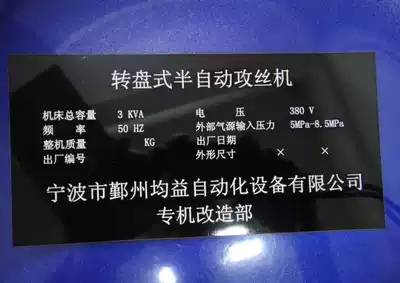 转盘式半自动攻丝机
机床总容量 3 KVA 电 压 380 V
频 率 50 HZ 外部气源输入压力 5MPa-8.5MPa
整机质量 KG 出厂日期
出厂编号 外形尺寸 × ×
宁波市鄞州均益自动化设备有限公司
专机改造部